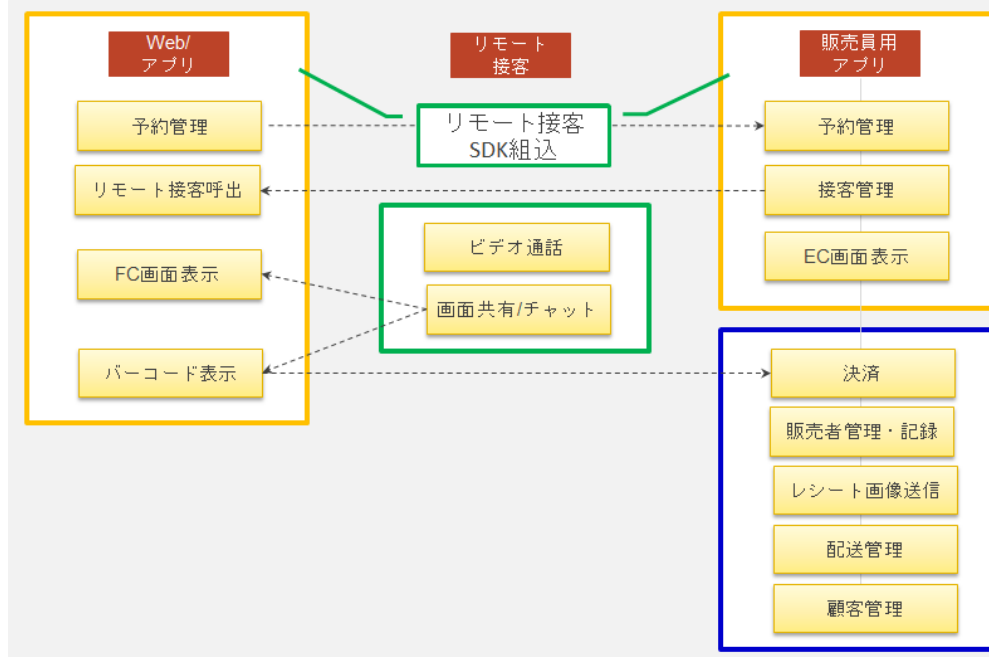 Web/
アプリ
リモート
接客
販売員用
アプリ
予約管理
リモート接客
SDK組込
予約管理
リモート接客呼出
接客管理
ビデオ通話
EC画面表示
FC画面表示
画面共有/チャット
バーコード表示
決済
販売者管理・記録
レシート画像送信
配送管理
顧客管理